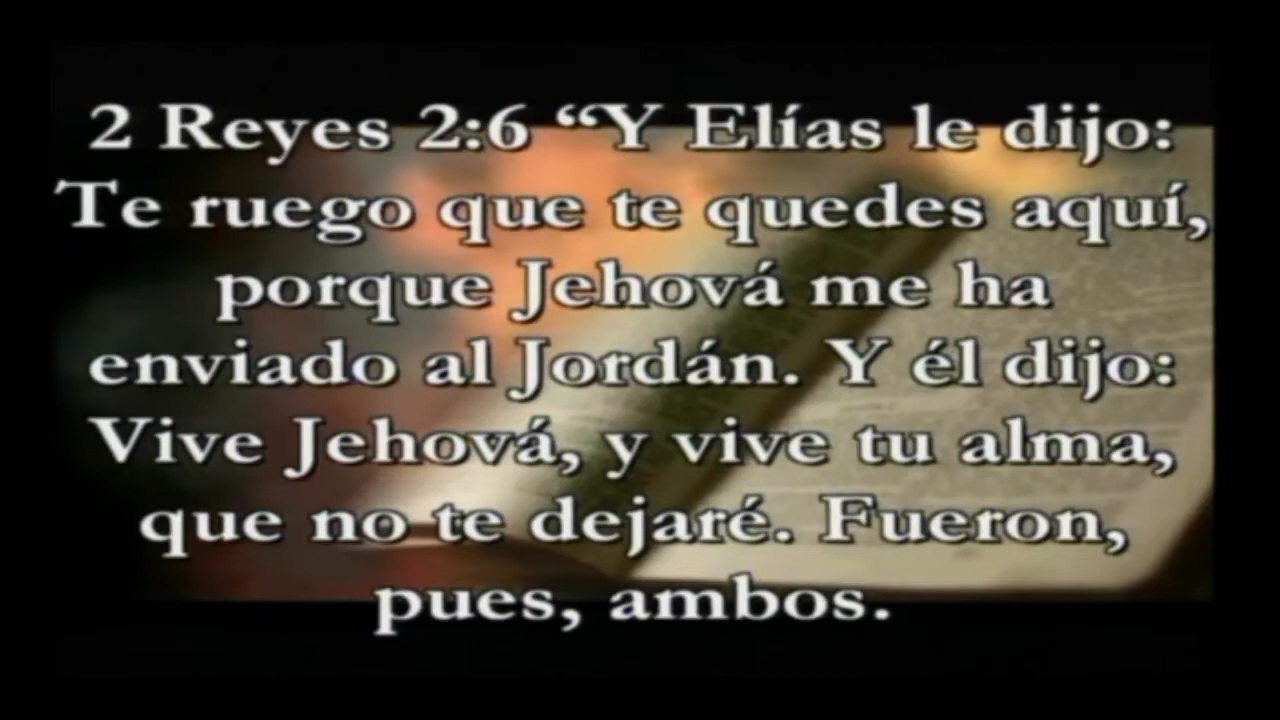 2 Reyes 2:6 “Y Elías le dijo:
Te ruego que te quedes aquí,
porque Jehová me ha
enviado al Jordán. Y él dijo:
Vive Jehová, y vive tu alma,
que no te dejaré. Fueron,
pues, ambos.